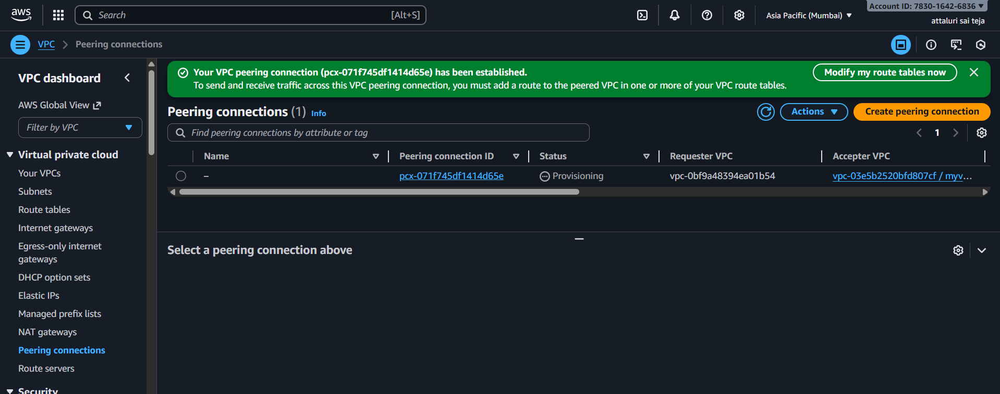 aws
Search
[Alt+S]
Asia Pacific (Mumbai)
Account ID: 7830-1642-6836
attaluri sai teja
VPC
Peering connections
VPC dashboard
AWS Global View
Filter by VPC
Virtual private cloud
Your VPCs
Subnets
Route tables
Internet gateways
Egress-only internet
gateways
DHCP option sets
Elastic IPs
Managed prefix lists
NAT gateways
Peering connections
Route servers
Security
Your VPC peering connection (pcx-071f745df1414d65e) has been established.
To send and receive traffic across this VPC peering connection, you must add a route to the peered VPC in one or more of your VPC route tables.
Modify my route tables now
Peering connections (1) Info
Actions
Create peering connection
Find peering connections by attribute or tag
1
Name Peering connection ID Status Requester VPC Accepter VPC
– pcx-071f745df1414d65e Provisioning vpc-0bf9a48394ea01b54 vpc-03e5b2520bfd807cf / myv...
Select a peering connection above